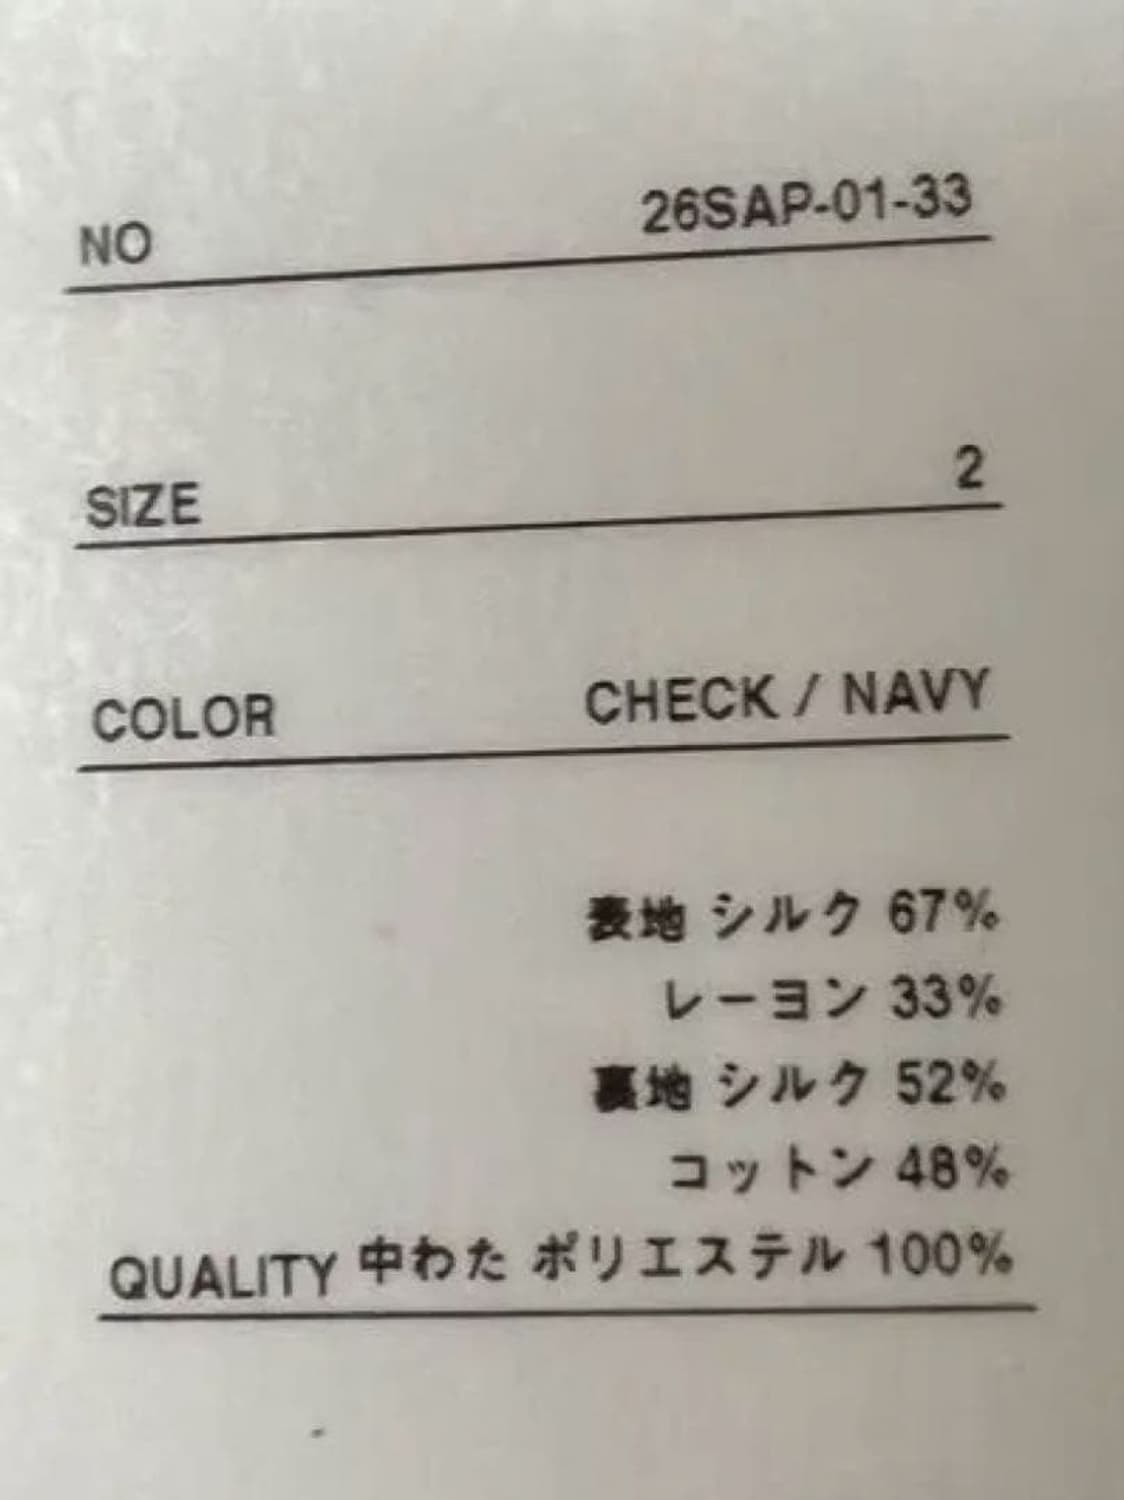 NO 26SAP-01-33
SIZE 2
COLOR CHECK / NAVY
表地 シルク 67%
レーヨン 33%
裏地 シルク 52%
コットン 48%
QUALITY 中わた ポリエステル 100%